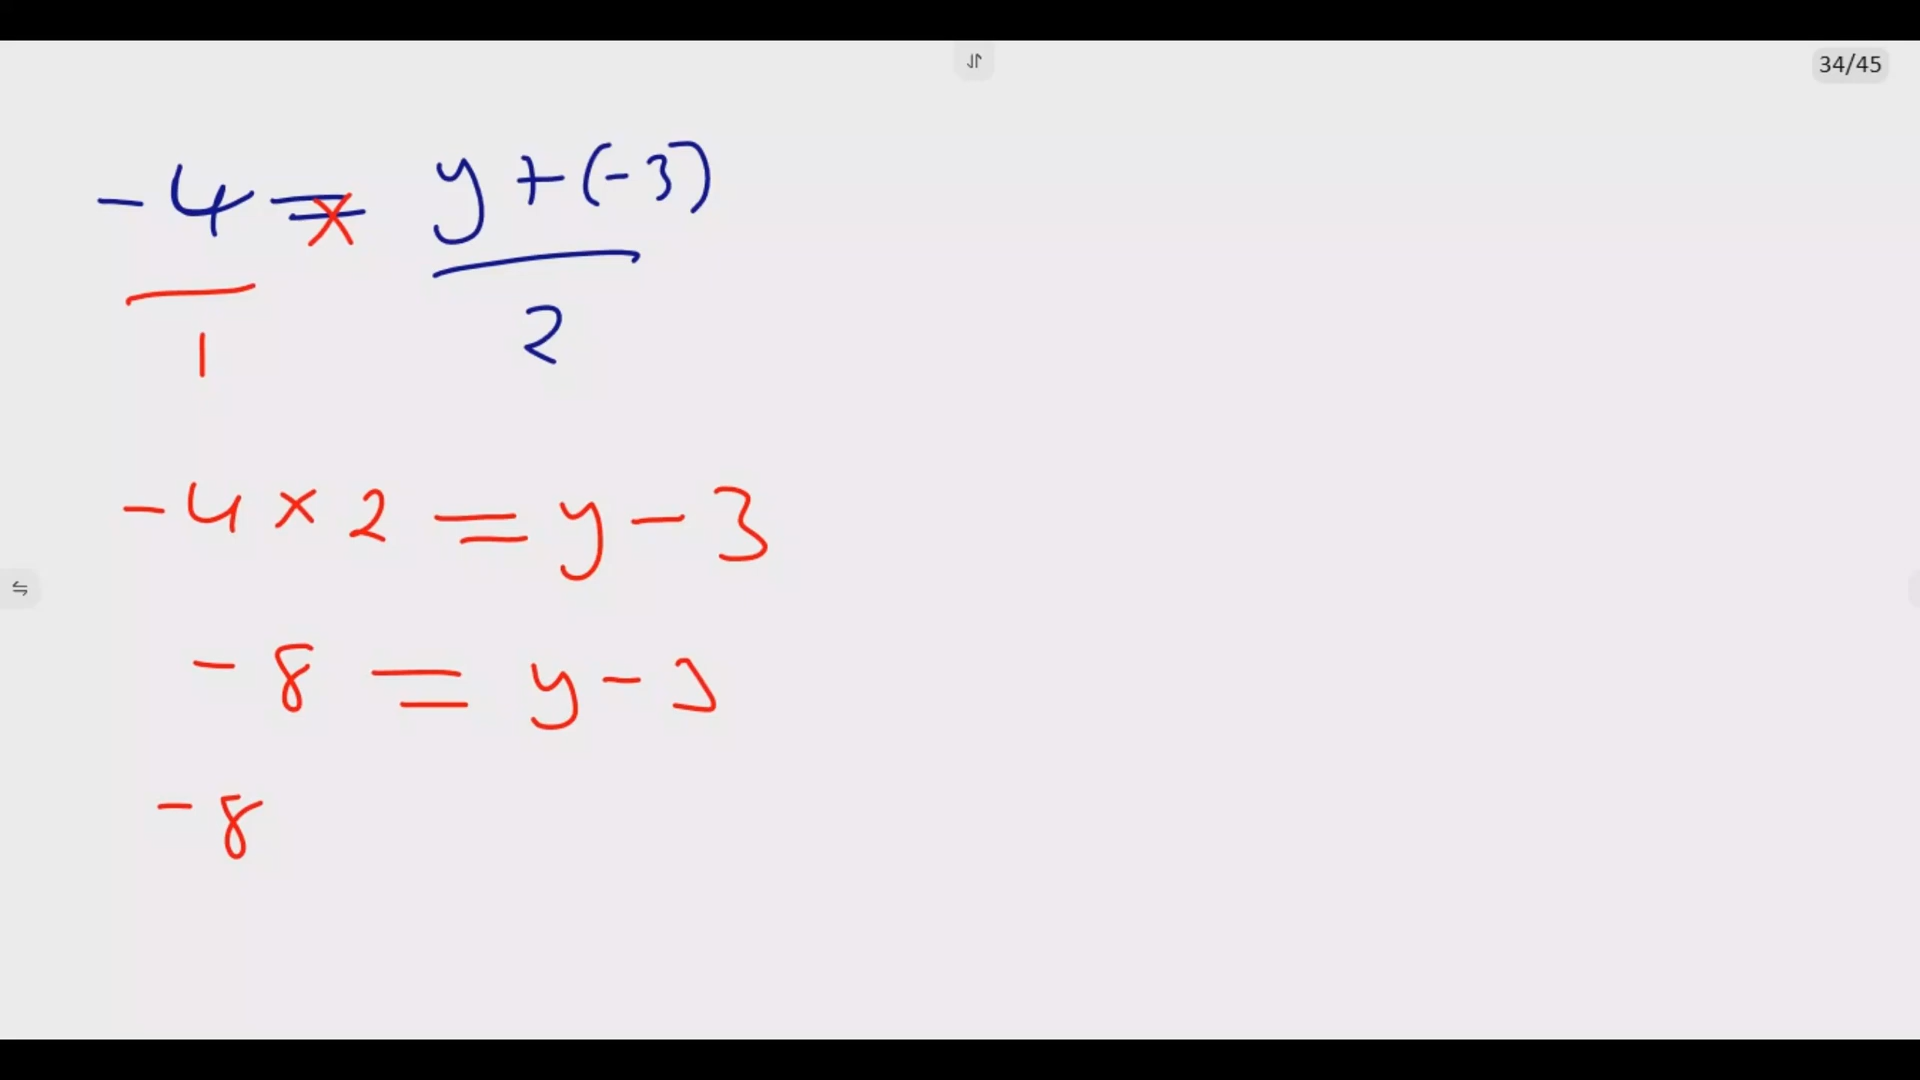 34/45
-4 = y + (-3)
× 
1 2
-4 × 2 = y - 3
-8 = y - 3
-8